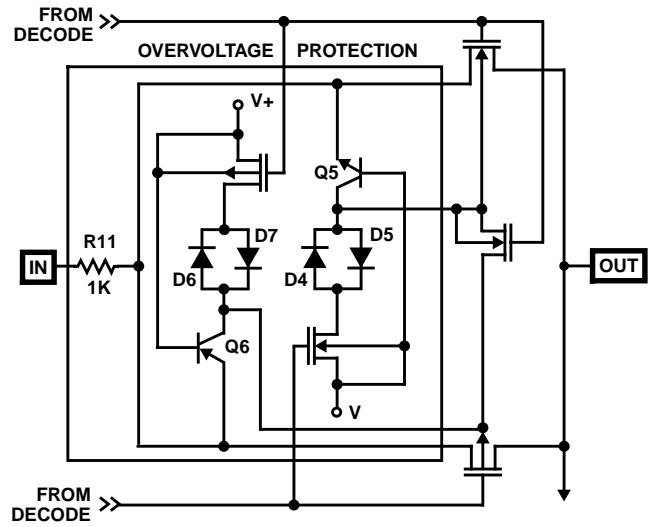 FROM
DECODE
OVERVOLTAGE PROTECTION
V+
Q5
R11
D7
D5
IN
OUT
1K
D6
D4
Q6
V
FROM
DECODE